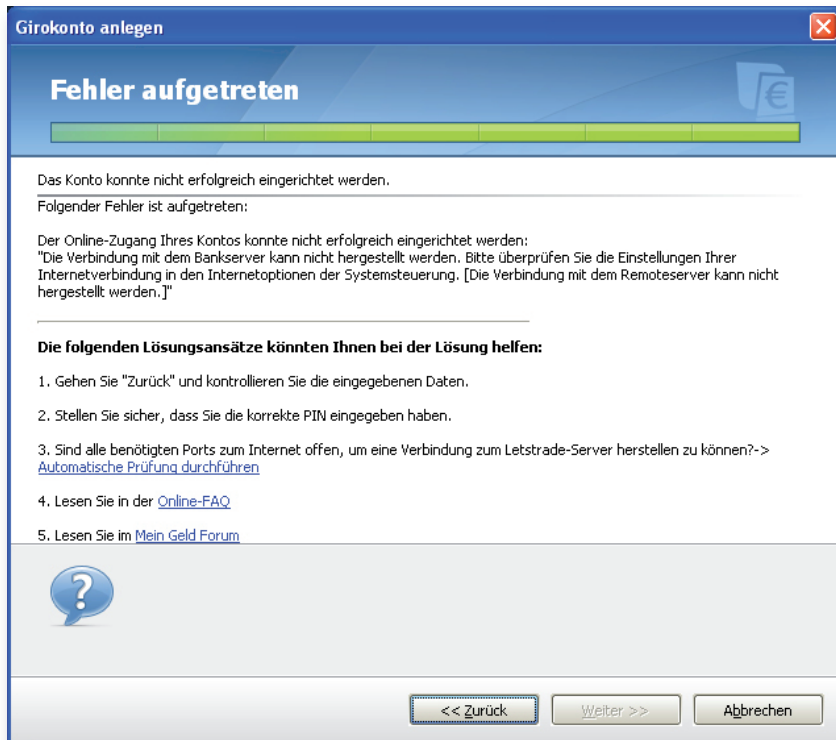 Girokonto anlegen
Fehler aufgetreten
€
Das Konto konnte nicht erfolgreich eingerichtet werden.
Folgender Fehler ist aufgetreten:
Der Online-Zugang Ihres Kontos konnte nicht erfolgreich eingerichtet werden:
"Die Verbindung mit dem Bankserver kann nicht hergestellt werden. Bitte überprüfen Sie die Einstellungen Ihrer
Internetverbindung in den Internetoptionen der Systemsteuerung. [Die Verbindung mit dem Remoteserver kann nicht
hergestellt werden.]"
Die folgenden Lösungsansätze könnten Ihnen bei der Lösung helfen:
1. Gehen Sie "Zurück" und kontrollieren Sie die eingegebenen Daten.
2. Stellen Sie sicher, dass Sie die korrekte PIN eingegeben haben.
3. Sind alle benötigten Ports zum Internet offen, um eine Verbindung zum Letstrade-Server herstellen zu können?->
Automatische Prüfung durchführen
4. Lesen Sie in der Online-FAQ
5. Lesen Sie im Mein Geld Forum
?
<< Zurück
Weiter >>
Abbrechen